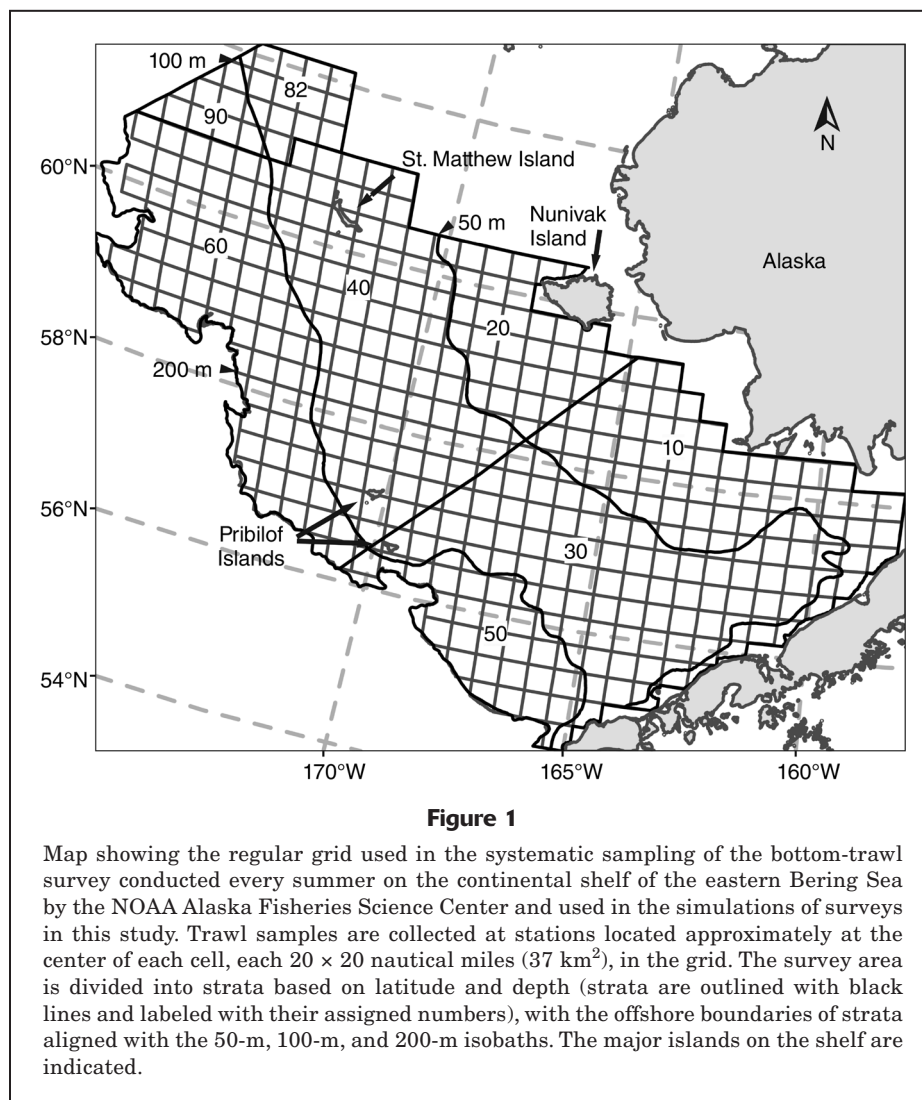 100 m
82
90
60°N
St. Matthew Island
50 m
Nunivak
Island
N
60
Alaska
40
20
58°N
200 m
10
56°N
Pribilof
Islands
30
50
54°N
170°W
165°W
160°W
Figure 1
Map showing the regular grid used in the systematic sampling of the bottom-trawl
survey conducted every summer on the continental shelf of the eastern Bering Sea
by the NOAA Alaska Fisheries Science Center and used in the simulations of surveys
in this study. Trawl samples are collected at stations located approximately at the
center of each cell, each 20 × 20 nautical miles (37 km²), in the grid. The survey area
is divided into strata based on latitude and depth (strata are outlined with black
lines and labeled with their assigned numbers), with the offshore boundaries of strata
aligned with the 50-m, 100-m, and 200-m isobaths. The major islands on the shelf are
indicated.